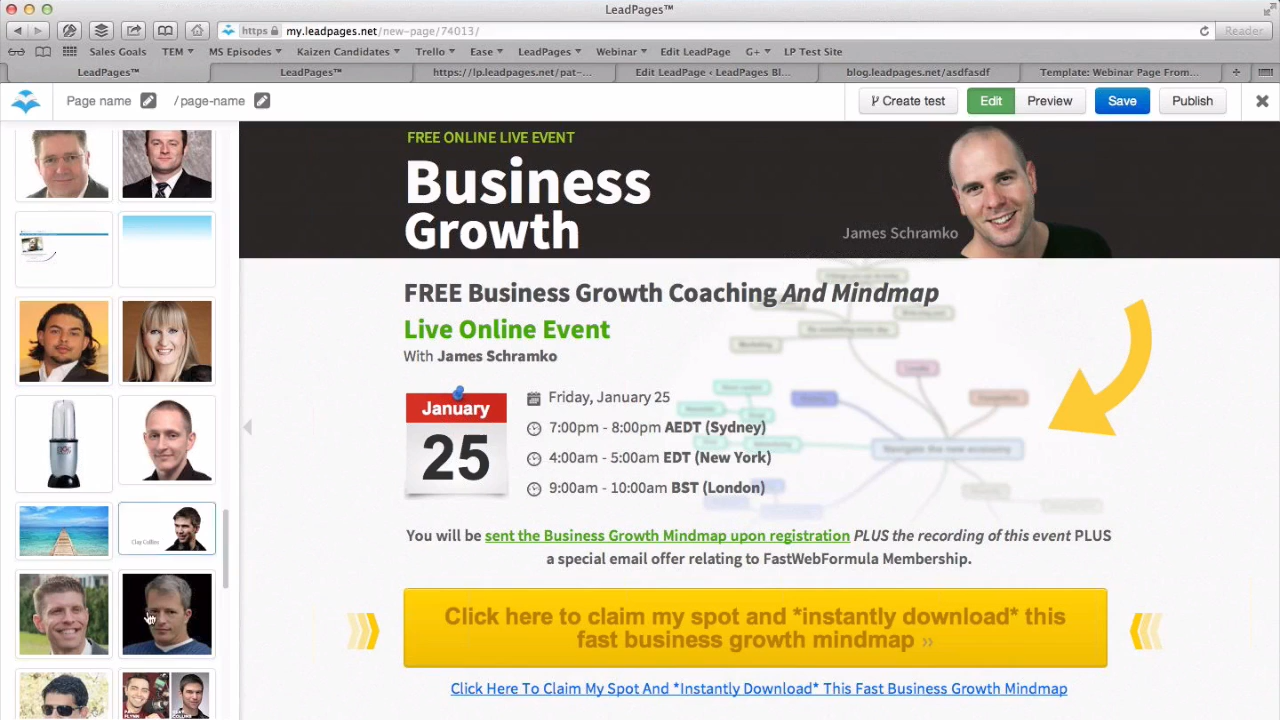 LeadPages™
https my.leadpages.net/new-page/74013/
Reader
Sales Goals TEM MS Episodes Kaizen Candidates Trello Ease LeadPages Webinar Edit LeadPage G+ LP Test Site
LeadPages™ LeadPages™ https://lp.leadpages.net/pat-... Edit LeadPage ‹ LeadPages Bl... blog.leadpages.net/asdfasdf Template: Webinar Page From...
Page name /page-name Create test Edit Preview Save Publish
FREE ONLINE LIVE EVENT
Business
Growth
James Schramko
FREE Business Growth Coaching And Mindmap
Live Online Event
With James Schramko
January
25
Friday, January 25
7:00pm - 8:00pm AEDT (Sydney)
4:00am - 5:00am EDT (New York)
9:00am - 10:00am BST (London)
Navigate the new economy
Clay Collins
You will be sent the Business Growth Mindmap upon registration PLUS the recording of this event PLUS
a special email offer relating to FastWebFormula Membership.
Click here to claim my spot and *instantly download* this
fast business growth mindmap »
Click Here To Claim My Spot And *Instantly Download* This Fast Business Growth Mindmap